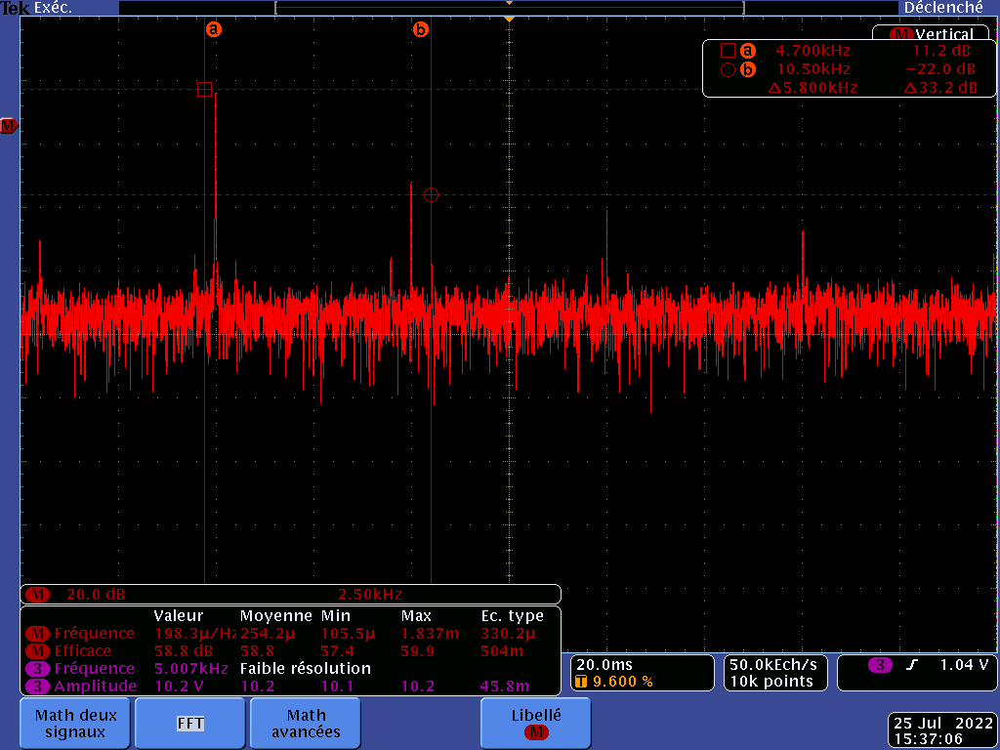 Tek Exéc. Déclenché
a b M Vertical
a 4.700kHz 11.2 dB
b 10.50kHz −22.0 dB
Δ5.800kHz Δ33.2 dB
M
M 20.0 dB 2.50kHz
Valeur Moyenne Min Max Ec. type
M Fréquence 198.3µ/Hz 254.2µ 105.5µ 1.837m 330.2µ
M Efficace 58.8 dB 58.8 57.4 59.9 504m
3 Fréquence 5.007kHz Faible résolution
3 Amplitude 10.2 V 10.2 10.1 10.2 45.8m
20.0ms
T 9.600 %
50.0kEch/s
10k points
3 1.04 V
Math deux
signaux
FFT
Math
avancées
Libellé
M
25 Jul 2022
15:37:06